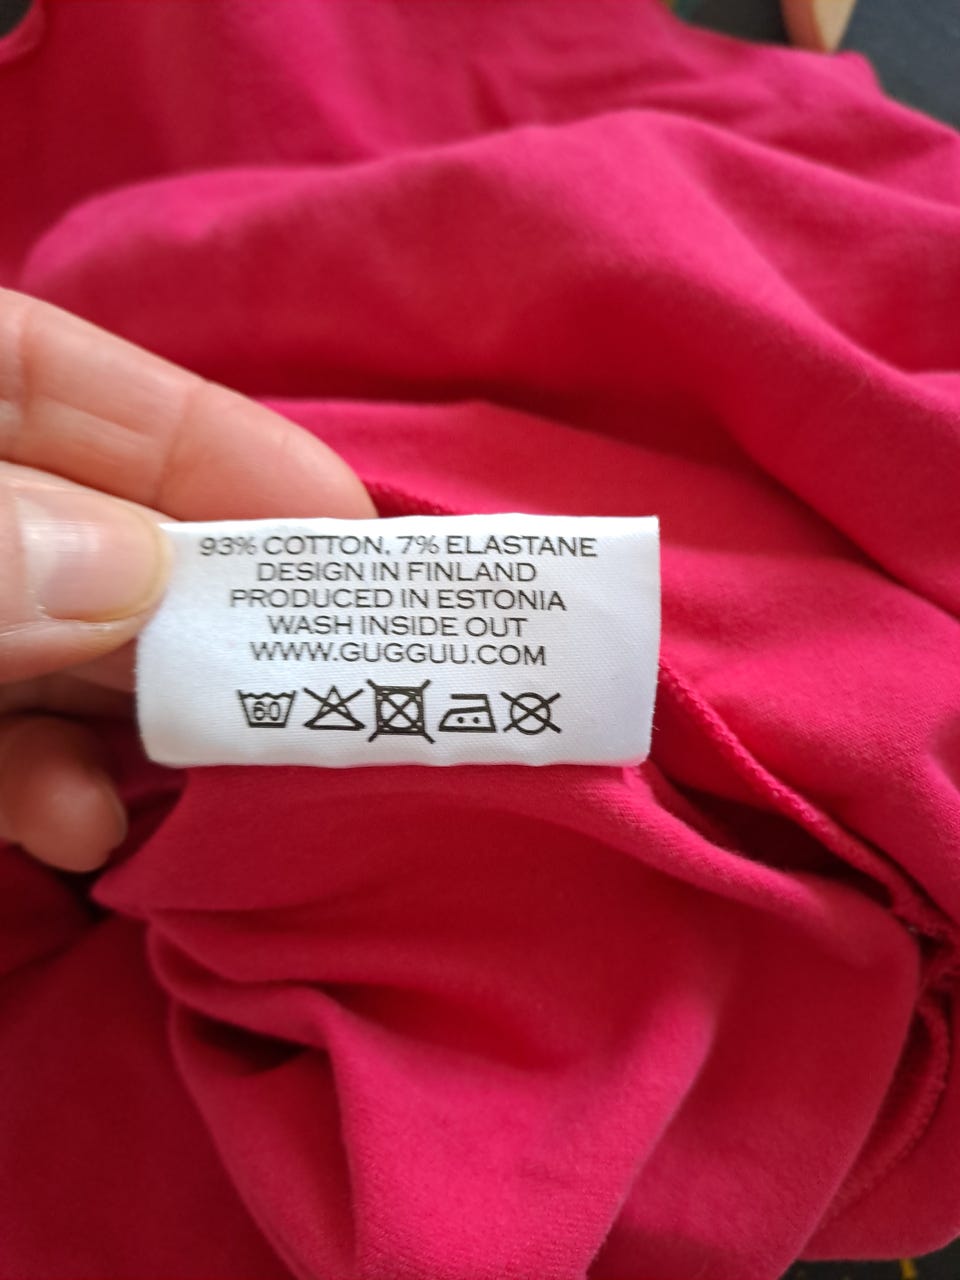 93% COTTON, 7% ELASTANE
DESIGN IN FINLAND
PRODUCED IN ESTONIA
WASH INSIDE OUT
WWW.GUGGUU.COM
60